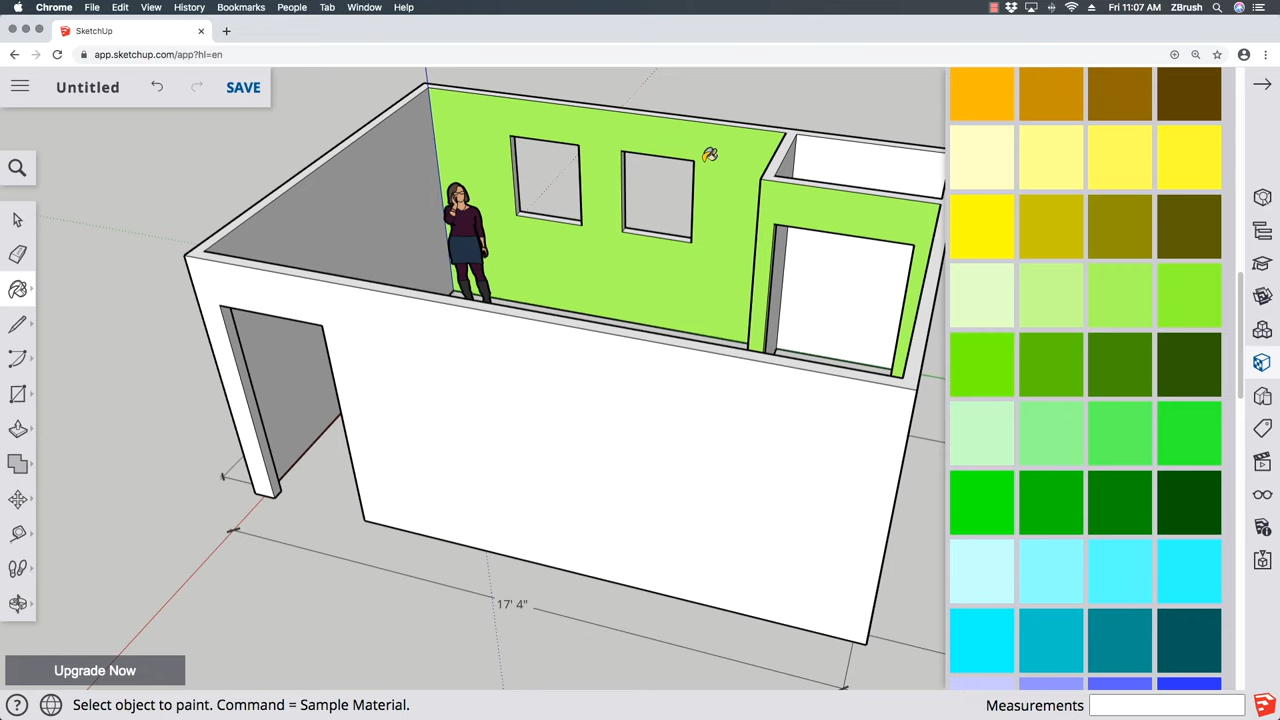 Chrome File Edit View History Bookmarks People Tab Window Help Fri 11:07 AM ZBrush
SketchUp
app.sketchup.com/app?hl=en
Untitled SAVE
17' 4"
Upgrade Now
Select object to paint. Command = Sample Material. Measurements